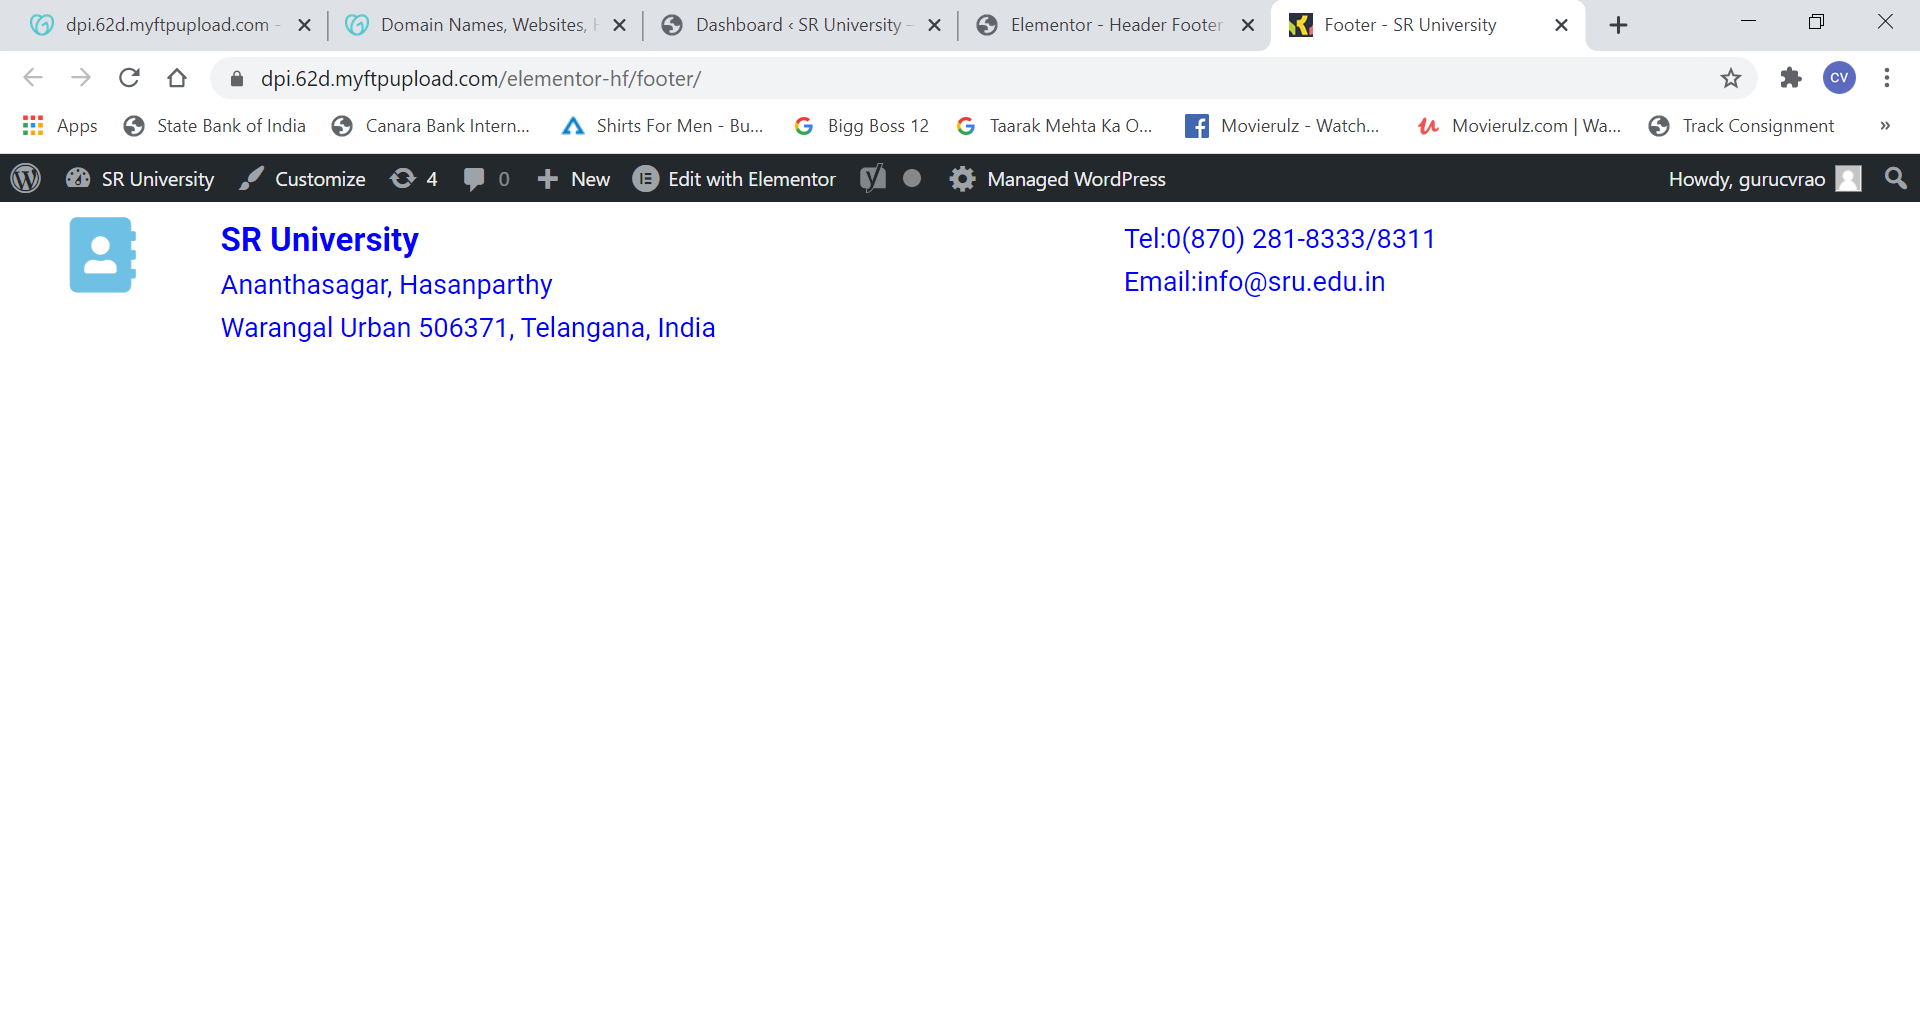 dpi.62d.myftpupload.com -
Domain Names, Websites, H
Dashboard ‹ SR University —
Elementor - Header Footer
Footer - SR University
dpi.62d.myftpupload.com/elementor-hf/footer/
CV
Apps
State Bank of India
Canara Bank Intern...
Shirts For Men - Bu...
Bigg Boss 12
Taarak Mehta Ka O...
Movierulz - Watch...
Movierulz.com | Wa...
Track Consignment
»
SR University
Customize
4
0
New
Edit with Elementor
Managed WordPress
Howdy, gurucvrao
SR University
Ananthasagar, Hasanparthy
Warangal Urban 506371, Telangana, India
Tel:0(870) 281-8333/8311
Email:info@sru.edu.in